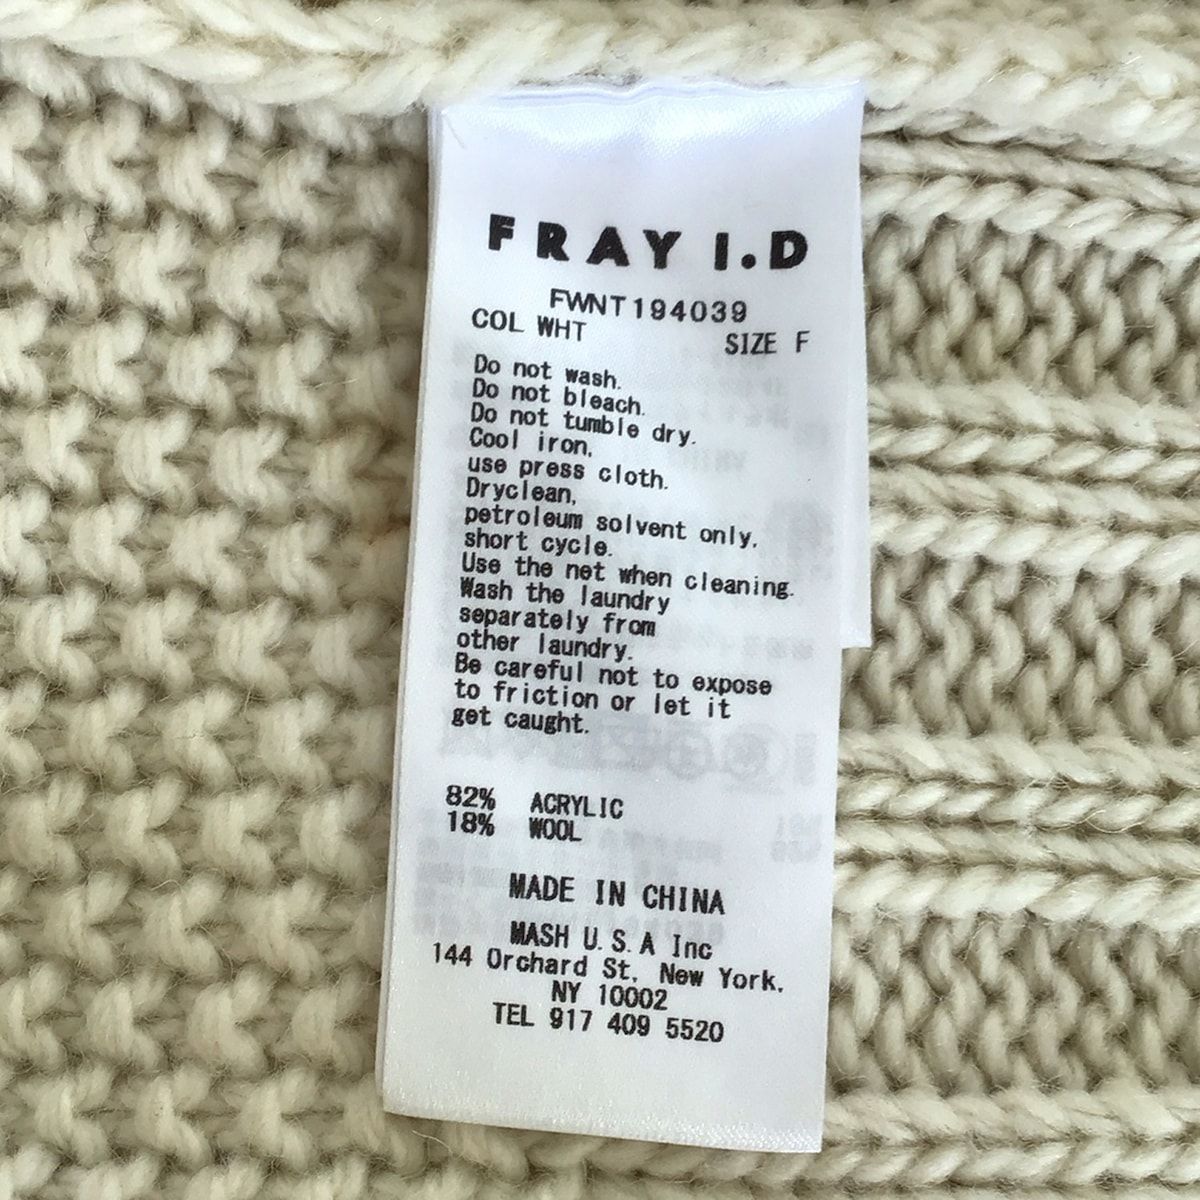 FRAY I.D
FWNT194039
COL WHT SIZE F
Do not wash.
Do not bleach.
Do not tumble dry.
Cool iron,
use press cloth.
Dryclean,
petroleum solvent only,
short cycle.
Use the net when cleaning.
Wash the laundry
separately from
other laundry.
Be careful not to expose
to friction or let it
get caught.
82% ACRYLIC
18% WOOL
MADE IN CHINA
MASH U.S.A Inc
144 Orchard St, New York,
NY 10002
TEL 917 409 5520